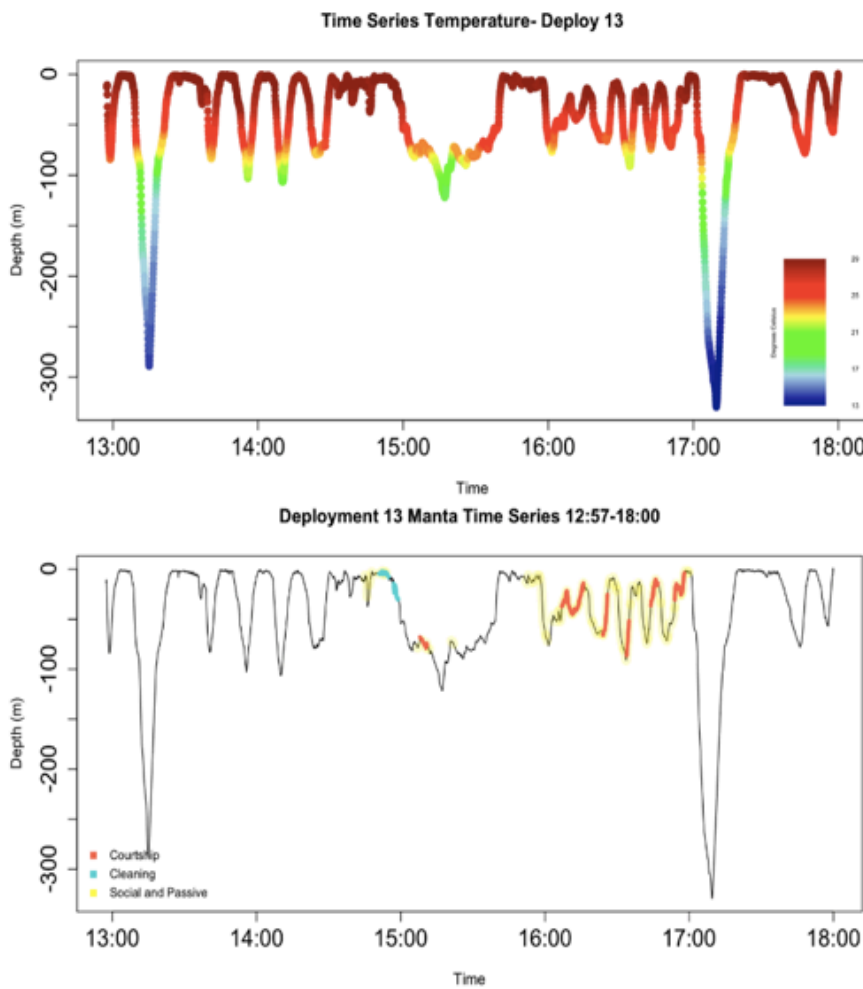 Time Series Temperature- Deploy 13
0
-100
-200
-300
Depth (m)
29
25
21
17
13
Degrees Celsius
13:00 14:00 15:00 16:00 17:00 18:00
Time
Deployment 13 Manta Time Series 12:57-18:00
0
-100
-200
-300
Depth (m)
Courtship
Cleaning
Social and Passive
13:00 14:00 15:00 16:00 17:00 18:00
Time